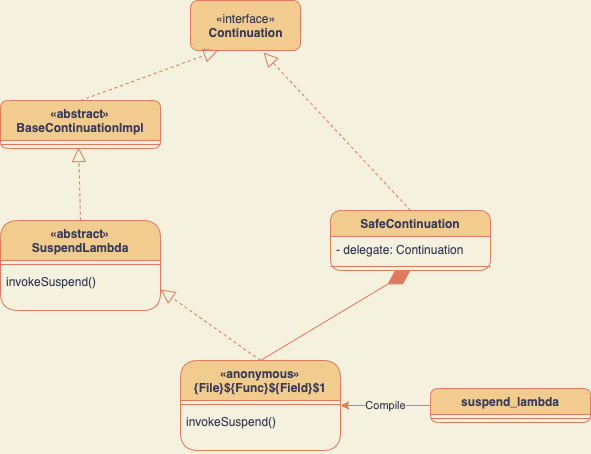 «interface»
Continuation
«abstract»
BaseContinuationImpl
«abstract»
SuspendLambda
invokeSuspend()
SafeContinuation
- delegate: Continuation
«anonymous»
{File}${Func}${Field}$1
invokeSuspend()
Compile
suspend_lambda